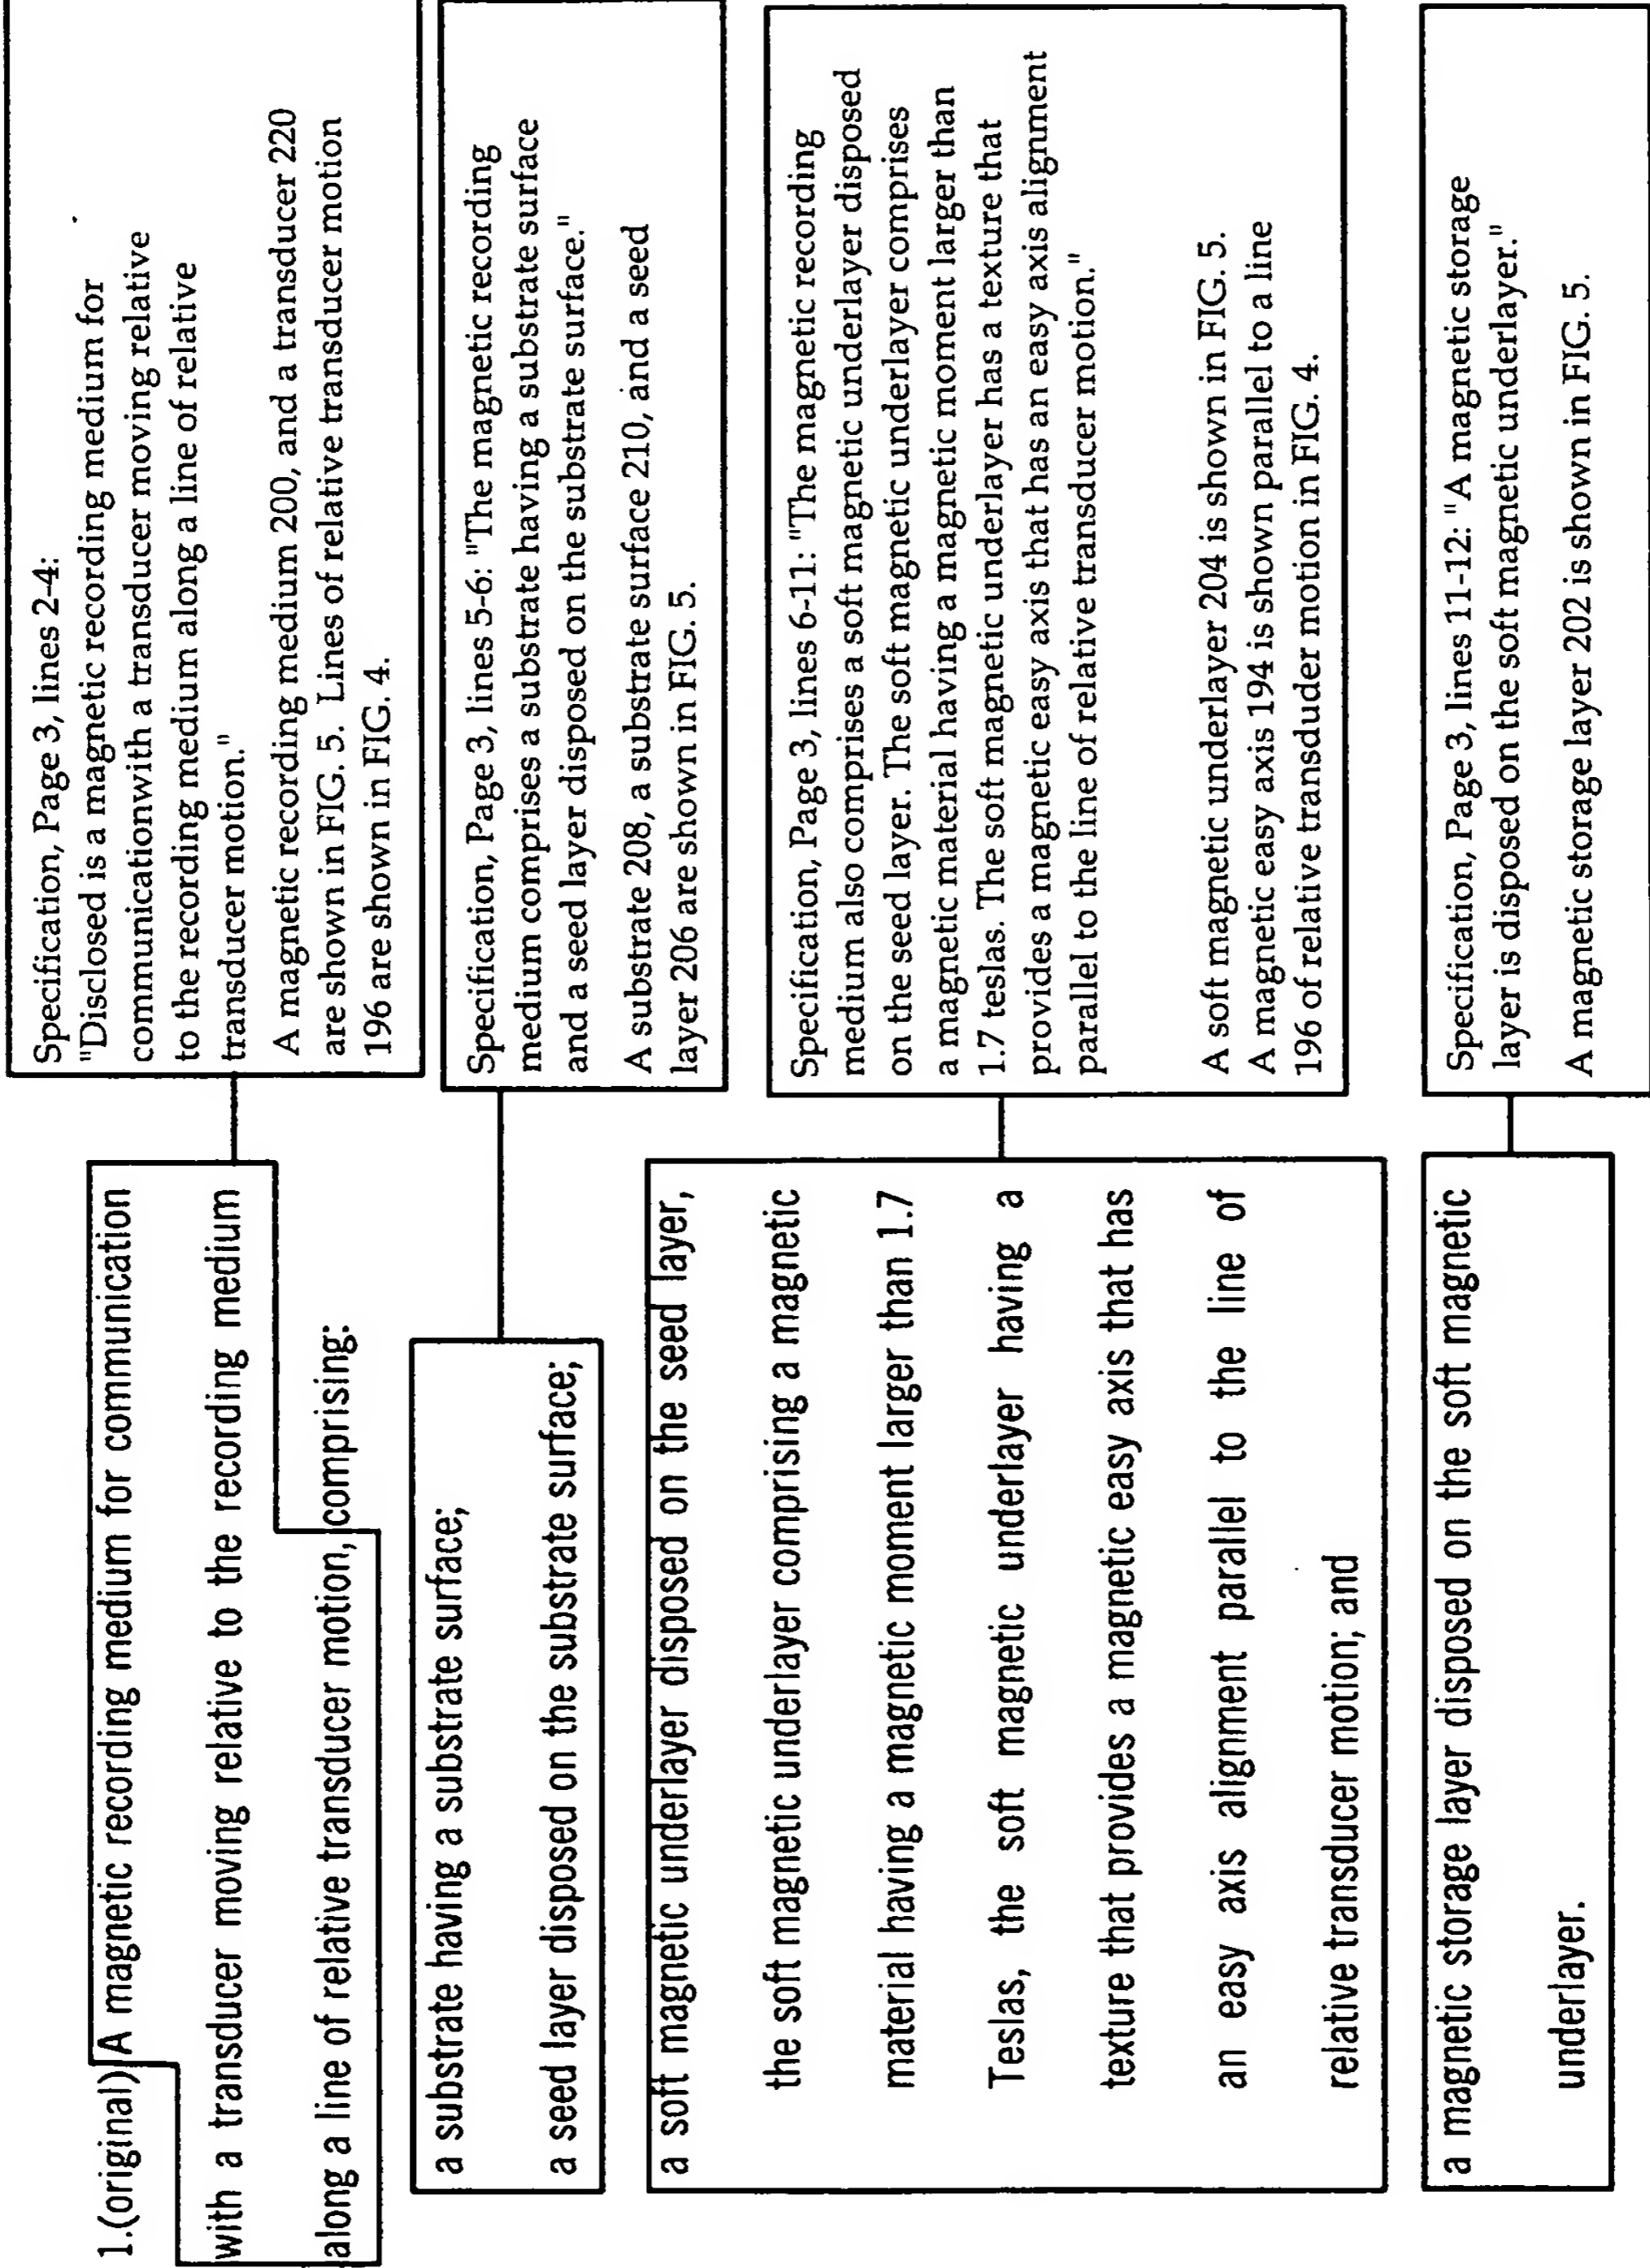 1.(original) A magnetic recording medium for communication
with a transducer moving relative to the recording medium
along a line of relative transducer motion, comprising:
a substrate having a substrate surface;
a seed layer disposed on the substrate surface;
a soft magnetic underlayer disposed on the seed layer,
the soft magnetic underlayer comprising a magnetic
material having a magnetic moment larger than 1.7
Teslas, the soft magnetic underlayer having a
texture that provides a magnetic easy axis that has
an easy axis alignment parallel to the line of
relative transducer motion; and
a magnetic storage layer disposed on the soft magnetic
underlayer.
Specification, Page 3, lines 2-4:
"Disclosed is a magnetic recording medium for
communicationwith a transducer moving relative
to the recording medium along a line of relative
transducer motion."
A magnetic recording medium 200, and a transducer 220
are shown in FIG. 5. Lines of relative transducer motion
196 are shown in FIG. 4.
Specification, Page 3, lines 5-6: "The magnetic recording
medium comprises a substrate having a substrate surface
and a seed layer disposed on the substrate surface."
A substrate 208, a substrate surface 210, and a seed
layer 206 are shown in FIG. 5.
Specification, Page 3, lines 6-11: "The magnetic recording
medium also comprises a soft magnetic underlayer disposed
on the seed layer. The soft magnetic underlayer comprises
a magnetic material having a magnetic moment larger than
1.7 teslas. The soft magnetic underlayer has a texture that
provides a magnetic easy axis that has an easy axis alignment
parallel to the line of relative transducer motion."
A soft magnetic underlayer 204 is shown in FIG. 5.
A magnetic easy axis 194 is shown parallel to a line
196 of relative transduder motion in FIG. 4.
Specification, Page 3, lines 11-12: "A magnetic storage
layer is disposed on the soft magnetic underlayer."
A magnetic storage layer 202 is shown in FIG. 5.